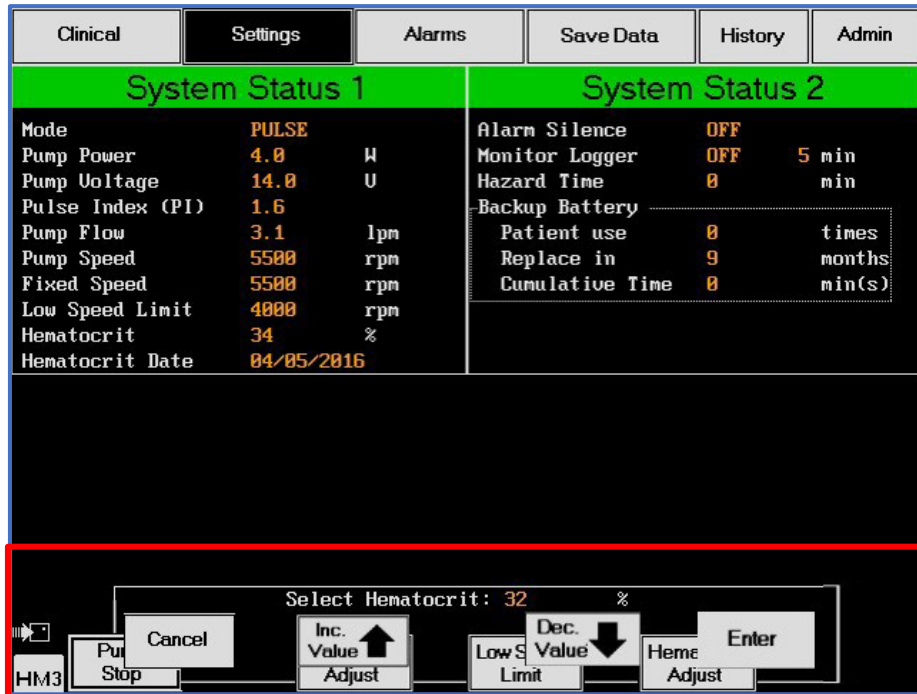 Clinical Settings Alarms Save Data History Admin
System Status 1
Mode PULSE
Pump Power 4.0 W
Pump Voltage 14.0 V
Pulse Index (PI) 1.6
Pump Flow 3.1 lpm
Pump Speed 5500 rpm
Fixed Speed 5500 rpm
Low Speed Limit 4000 rpm
Hematocrit 34 %
Hematocrit Date 04/05/2016
System Status 2
Alarm Silence OFF
Monitor Logger OFF 5 min
Hazard Time 0 min
Backup Battery
Patient use 0 times
Replace in 9 months
Cumulative Time 0 min(s)
Select Hematocrit: 32 %
Cancel
Inc.
Value
Dec.
Value
Enter
HM3
Stop
Adjust
Low S
Limit
Hema
Adjust